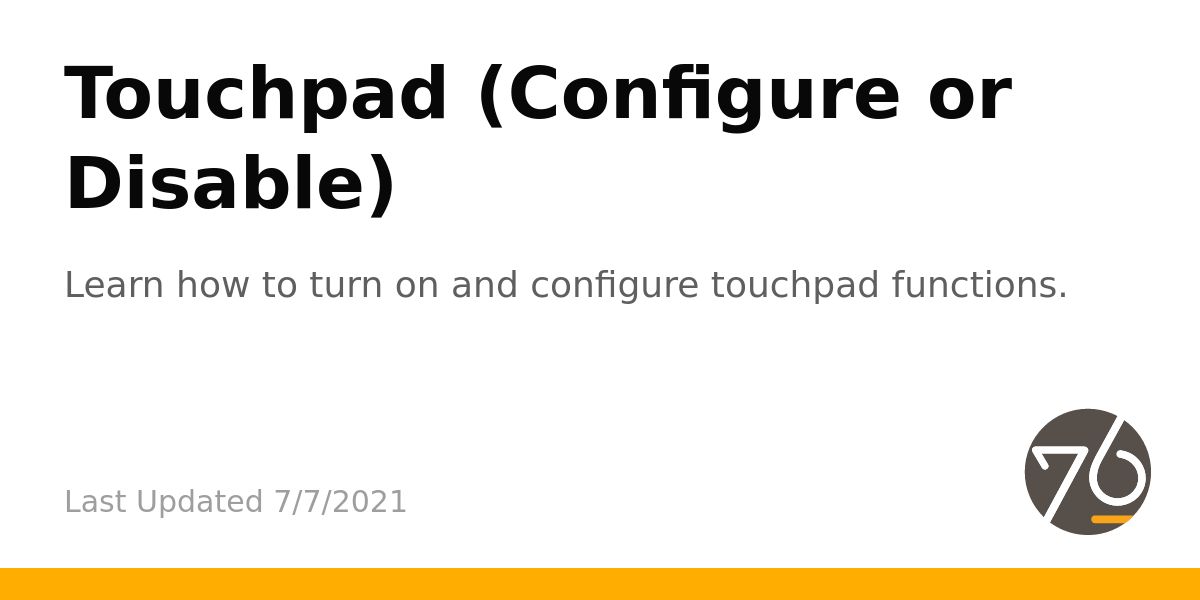 Touchpad (Configure or
Disable)
Learn how to turn on and configure touchpad functions.
Last Updated 7/7/2021
76